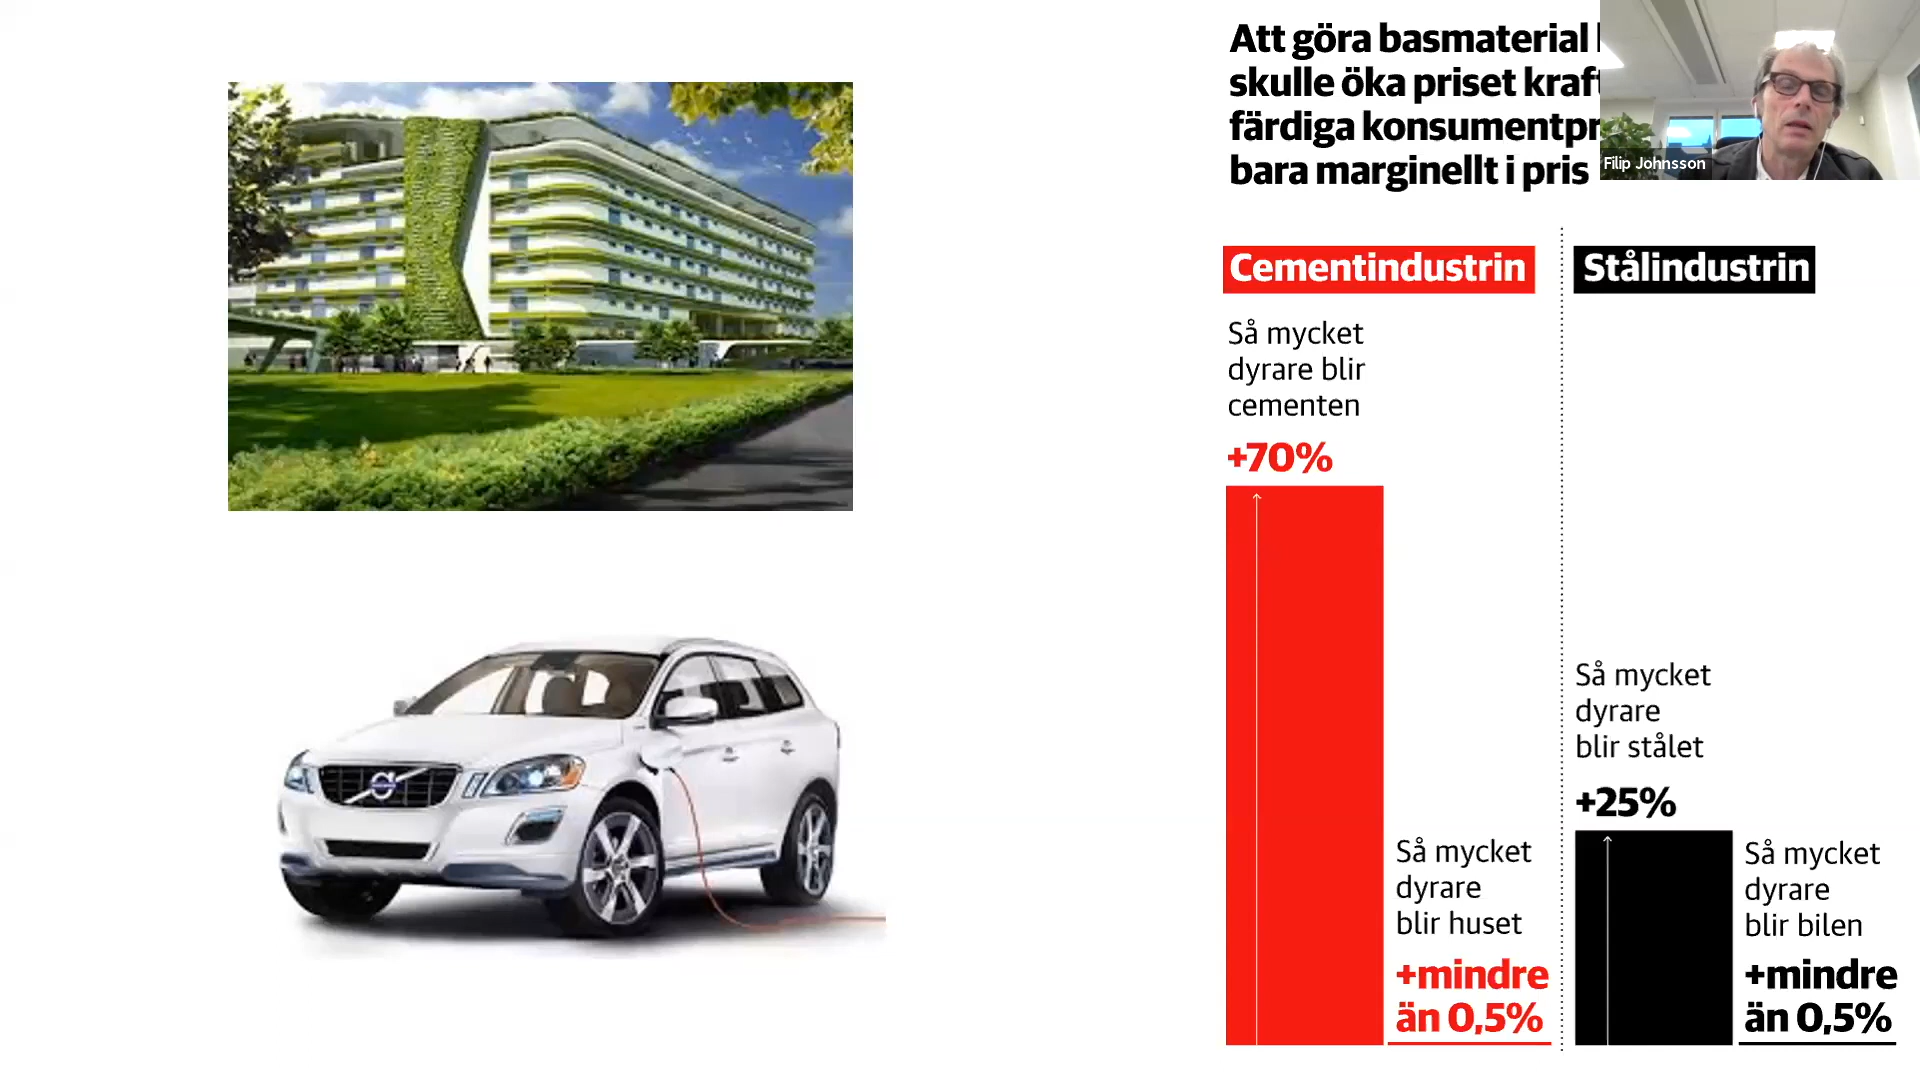 Att göra basmaterial
skulle öka priset
färdiga
bara marginellt i pris
Filip Johnsson
Cementindustrin
Stålindustrin
Så mycket
dyrare blir
cementen
+70%
Så mycket
dyrare
blir stålet
+25%
Så mycket
dyrare
blir huset
+mindre
än 0,5%
Så mycket
dyrare
blir bilen
+mindre
än 0,5%